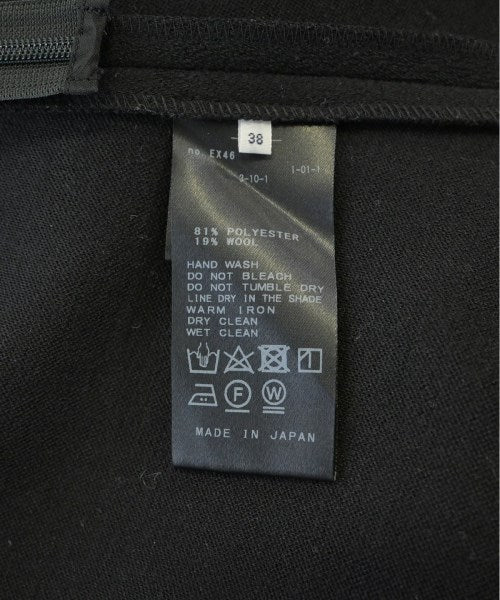 38
EX46
3-10-1 1-01-1
81% POLYESTER
19% WOOL
HAND WASH
DO NOT BLEACH
DO NOT TUMBLE DRY
LINE DRY IN THE SHADE
WARM IRON
DRY CLEAN
WET CLEAN
F W
MADE IN JAPAN